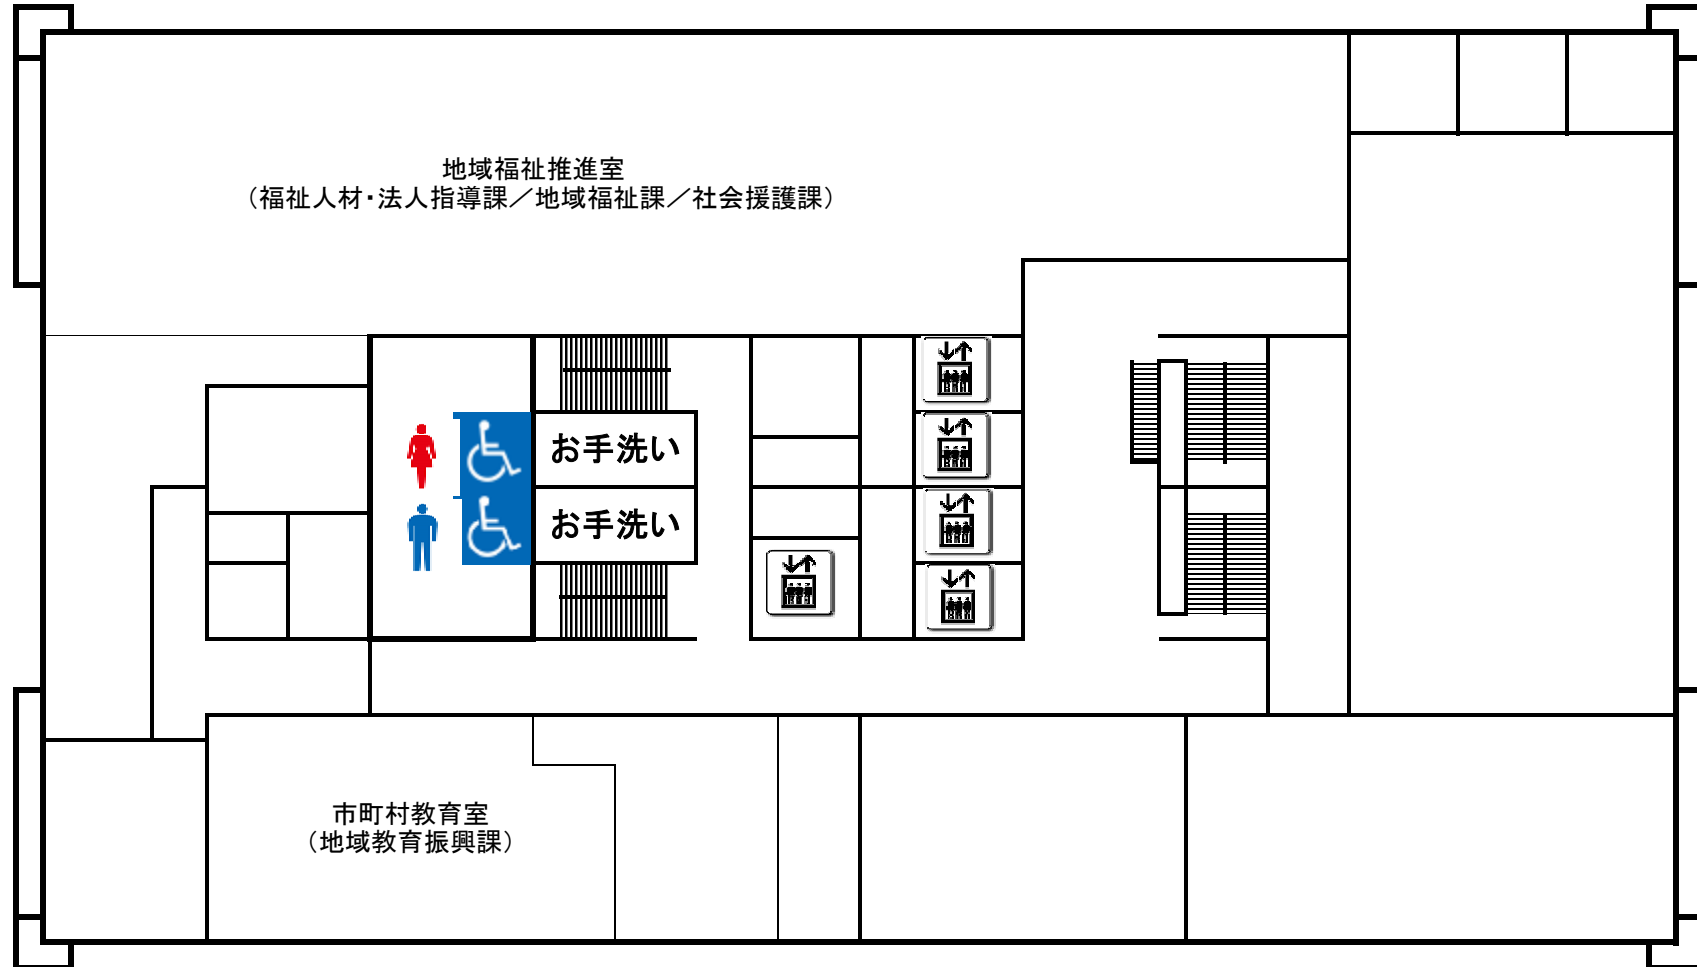 地域福祉推進室
（福祉人材・法人指導課／地域福祉課／社会援護課）
お手洗い
お手洗い
市町村教育室
（地域教育振興課）